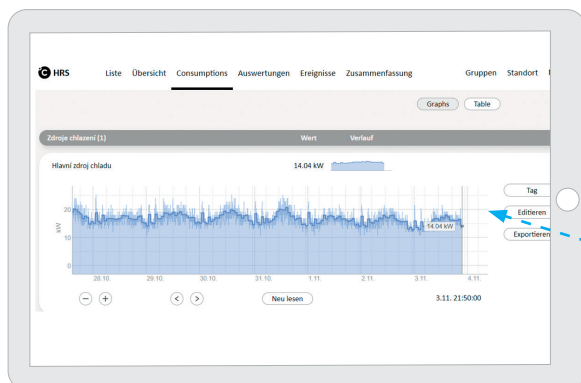 HRS Liste Übersicht Consumptions Auswertungen Ereignisse Zusammenfassung Gruppen Standort
Graphs Table
Zdroje chlazení (1) Wert Verlauf
Hlavní zdroj chladu 14.04 kW
Tag
Editieren
Exportieren
kW
20
10
0
14.04 kW
28.10. 29.10. 30.10. 31.10. 1.11. 2.11. 3.11. 4.11.
− + < > Neu lesen 3.11. 21:50:00